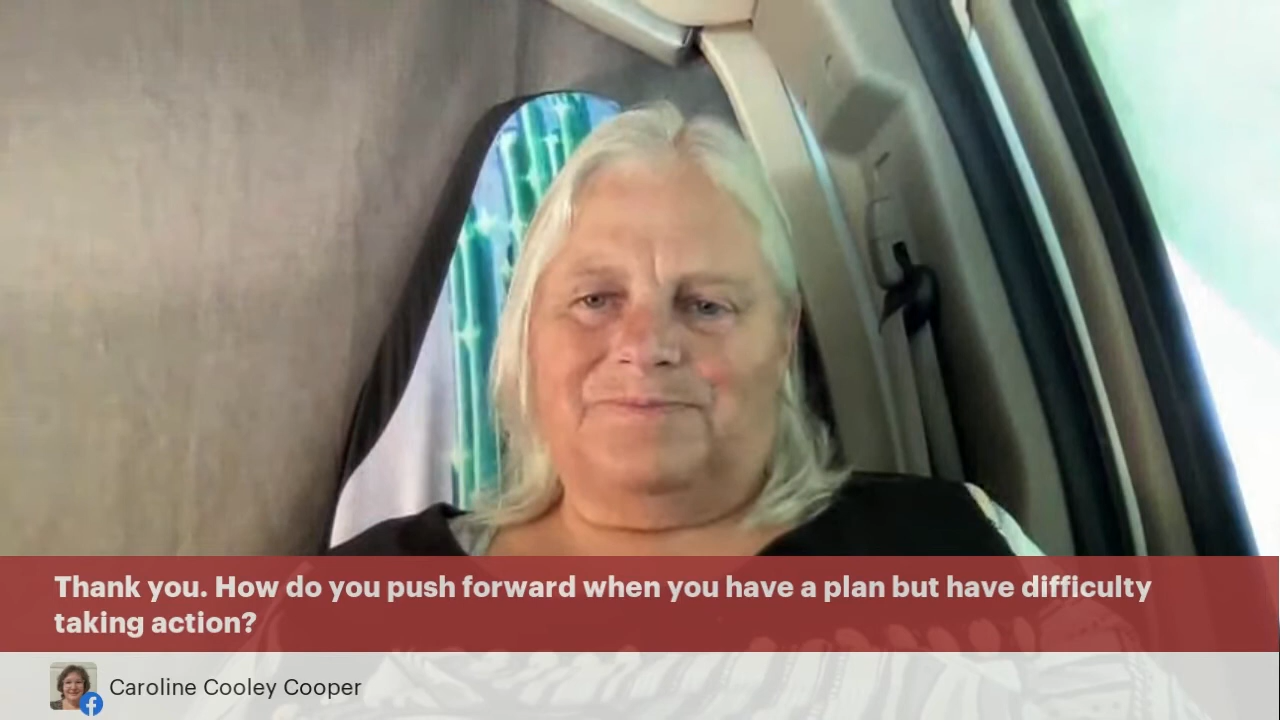 Thank you. How do you push forward when you have a plan but have difficulty
taking action?
Caroline Cooley Cooper